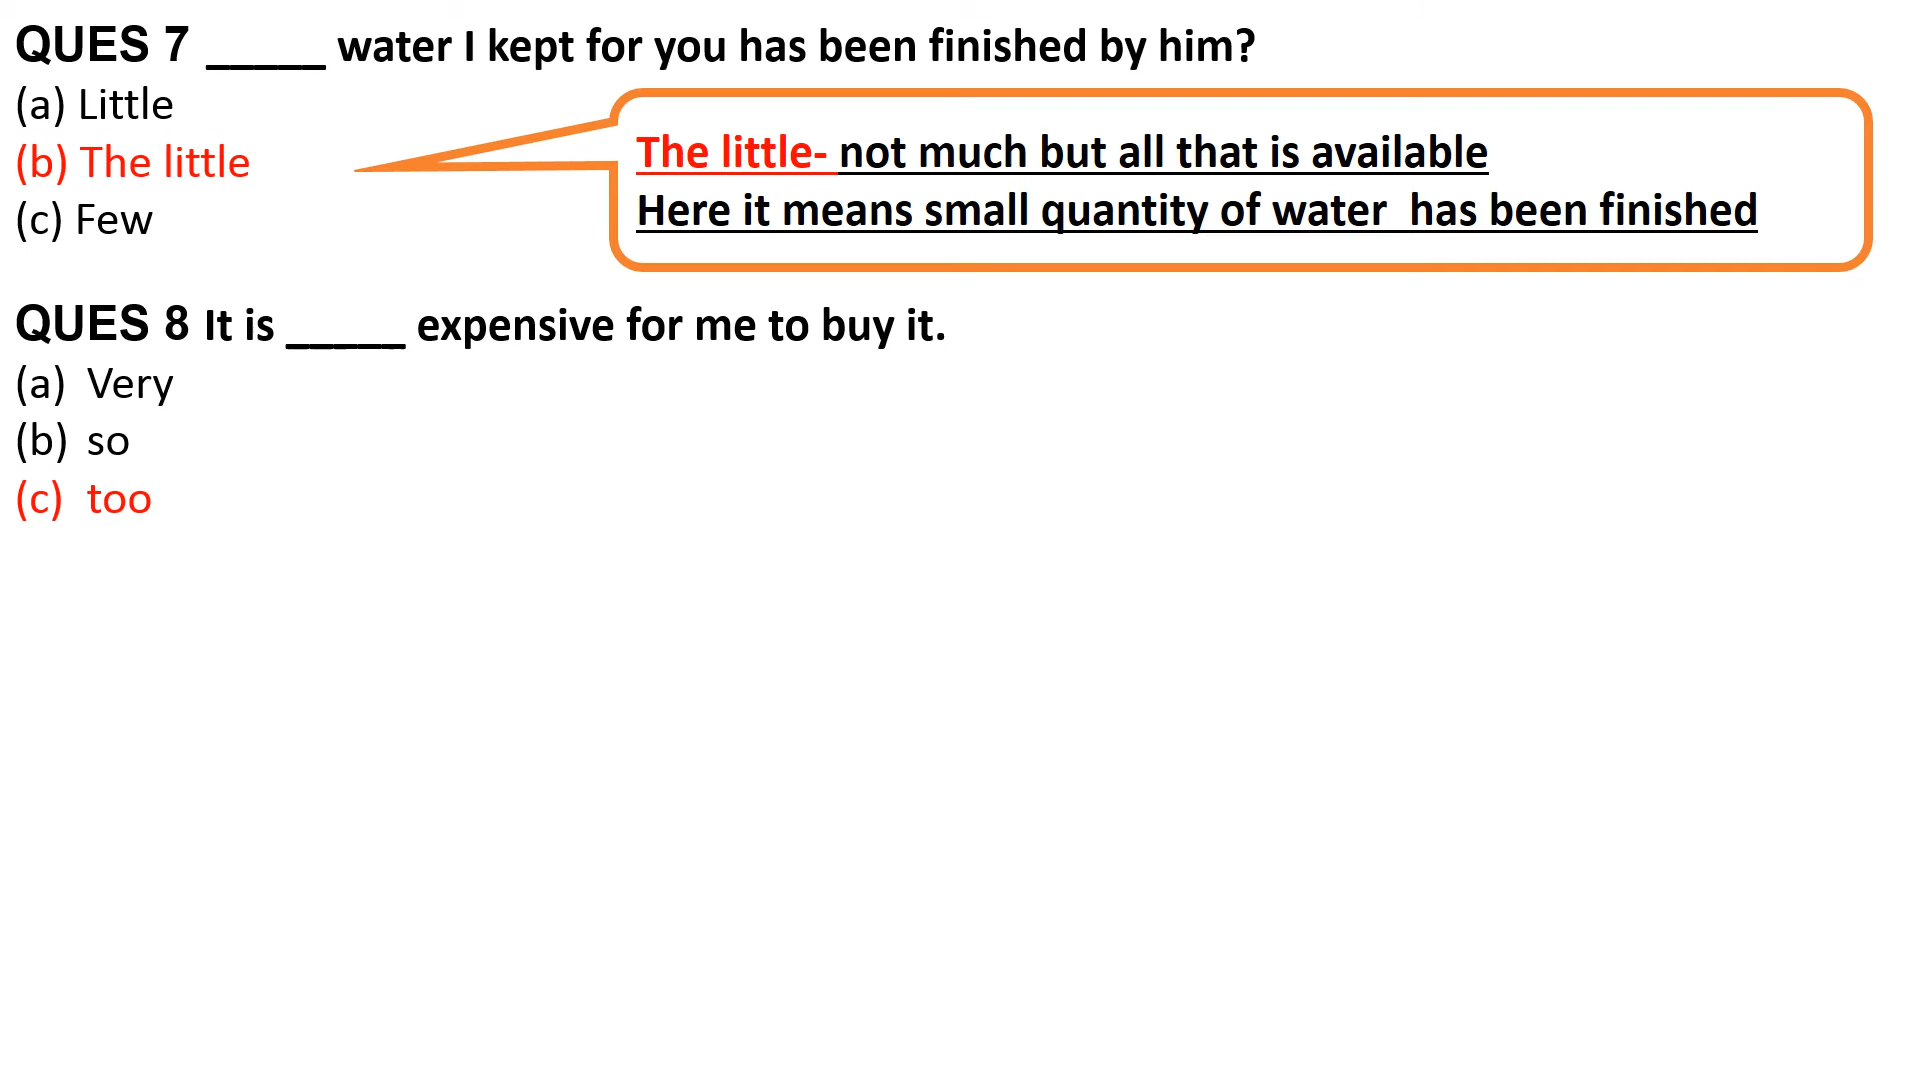 QUES 7 _____ water I kept for you has been finished by him?
(a) Little
(b) The little
(c) Few
The little- not much but all that is available
Here it means small quantity of water  has been finished
QUES 8 It is _____ expensive for me to buy it.
(a) Very
(b) so
(c) too